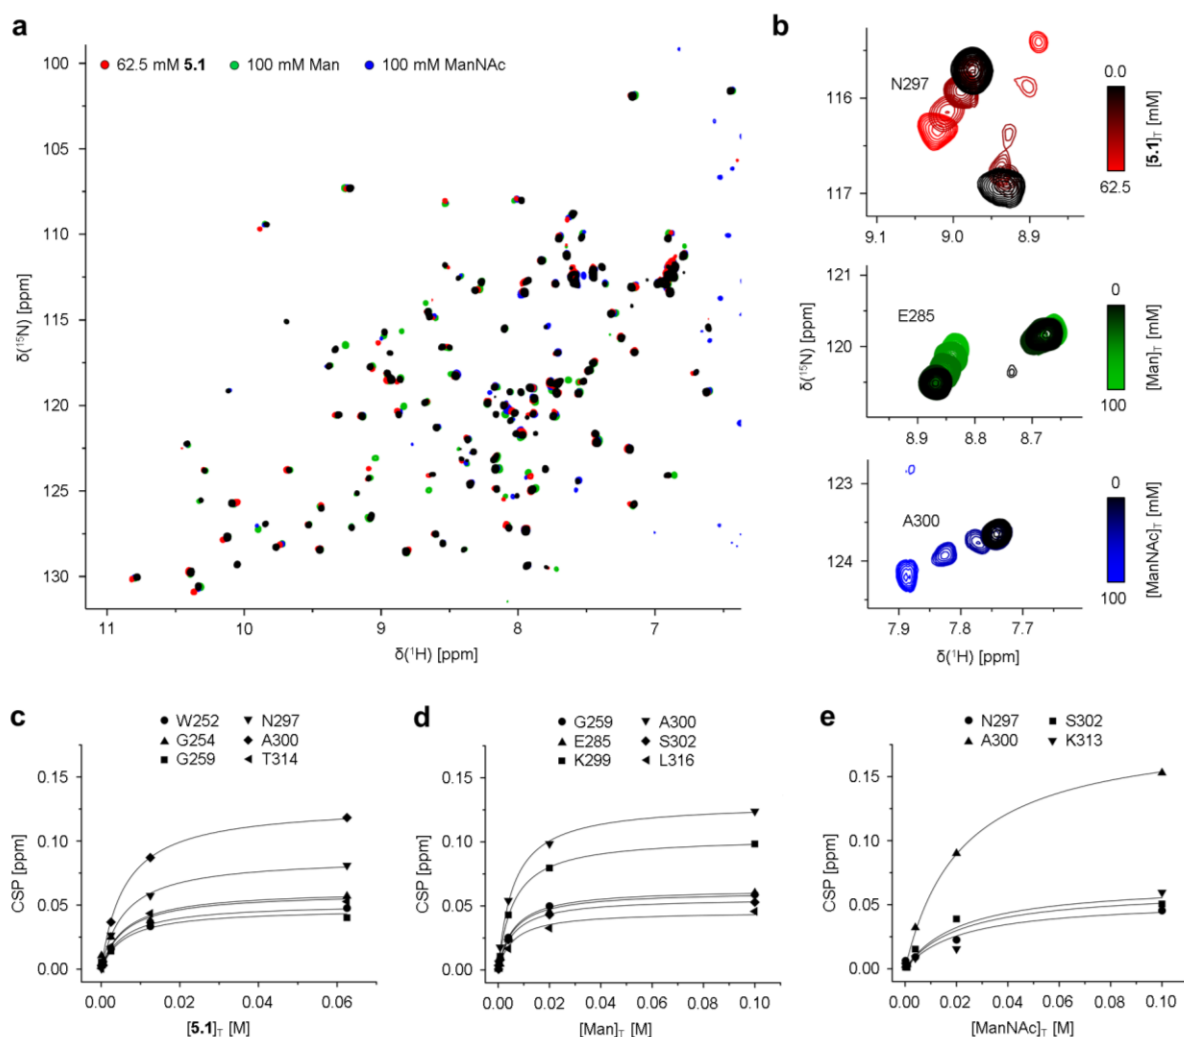 a
62.5 mM 5.1 100 mM Man 100 mM ManNAc
100
105
110
115
120
125
130
δ(¹⁵N) [ppm]
11 10 9 8 7 6
δ(¹H) [ppm]
b
N297
116
117
9.1 9.0 8.9
0.0
62.5
[5.1]T [mM]
E285
121
120
8.9 8.8 8.7
δ(¹⁵N) [ppm]
0
100
[Man]T [mM]
A300
123
124
7.9 7.8 7.7
δ(¹H) [ppm]
0
100
[ManNAc]T [mM]
c
W252 N297
G254 A300
G259 T314
0.15
0.10
0.05
0.00
CSP [ppm]
0.00 0.02 0.04 0.06
[5.1]T [M]
d
G259 A300
E285 S302
K299 L316
0.15
0.10
0.05
0.00
CSP [ppm]
0.00 0.02 0.04 0.06 0.08 0.10
[Man]T [M]
e
N297 S302
A300 K313
0.15
0.10
0.05
0.00
CSP [ppm]
0.00 0.02 0.04 0.06 0.08 0.10
[ManNAc]T [M]